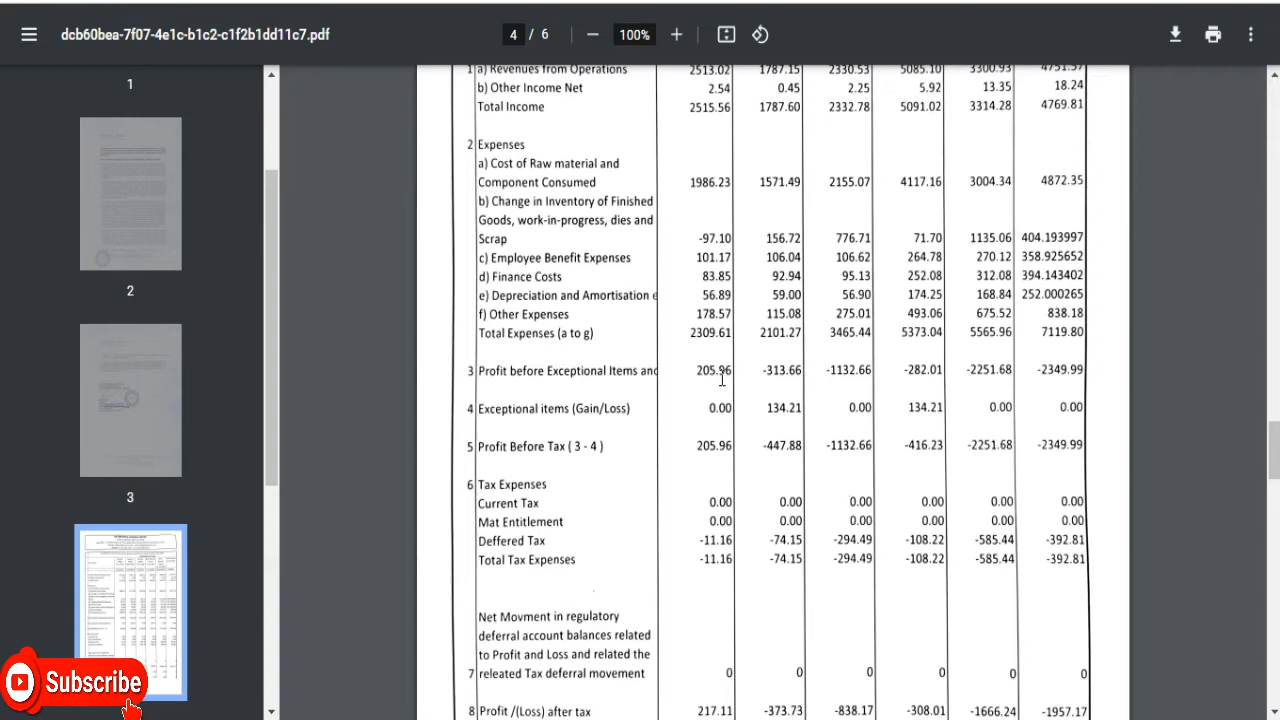 dcb60bea-7f07-4e1c-b1c2-c1f2b1dd11c7.pdf 4 / 6 100%
1 a) Revenues from Operations 2513.02 1787.15 2330.53 5085.10 3300.93 4751.57
b) Other Income Net 2.54 0.45 2.25 5.92 13.35 18.24
Total Income 2515.56 1787.60 2332.78 5091.02 3314.28 4769.81
2 Expenses
a) Cost of Raw material and
Component Consumed 1986.23 1571.49 2155.07 4117.16 3004.34 4872.35
b) Change in Inventory of Finished
Goods, work-in-progress, dies and
Scrap -97.10 156.72 776.71 71.70 1135.06 404.193997
c) Employee Benefit Expenses 101.17 106.04 106.62 264.78 270.12 358.925652
d) Finance Costs 83.85 92.94 95.13 252.08 312.08 394.143402
e) Depreciation and Amortisation e 56.89 59.00 56.90 174.25 168.84 252.000265
f) Other Expenses 178.57 115.08 275.01 493.06 675.52 838.18
Total Expenses (a to g) 2309.61 2101.27 3465.44 5373.04 5565.96 7119.80
3 Profit before Exceptional Items and 205.96 -313.66 -1132.66 -282.01 -2251.68 -2349.99
4 Exceptional items (Gain/Loss) 0.00 134.21 0.00 134.21 0.00 0.00
5 Profit Before Tax ( 3 - 4 ) 205.96 -447.88 -1132.66 -416.23 -2251.68 -2349.99
6 Tax Expenses
Current Tax 0.00 0.00 0.00 0.00 0.00 0.00
Mat Entitlement 0.00 0.00 0.00 0.00 0.00 0.00
Deffered Tax -11.16 -74.15 -294.49 -108.22 -585.44 -392.81
Total Tax Expenses -11.16 -74.15 -294.49 -108.22 -585.44 -392.81
Net Movment in regulatory
deferral account balances related
to Profit and Loss and related the
7 releated Tax deferral movement 0 0 0 0 0 0
8 Profit /(Loss) after tax 217.11 -373.73 -838.17 -308.01 -1666.24 -1957.17
1
2
3
Subscribe